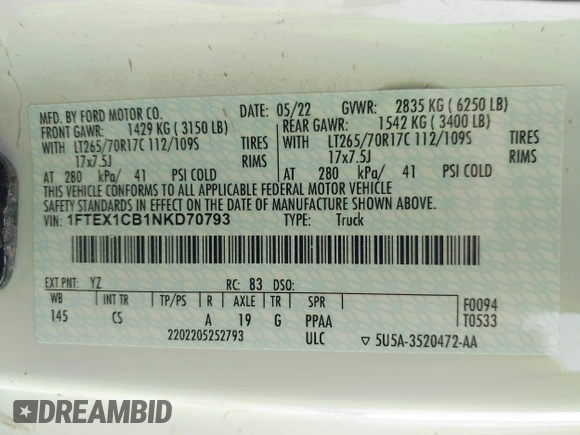 MFD. BY FORD MOTOR CO.
DATE: 05/22 GVWR: 2835 KG ( 6250 LB)
FRONT GAWR: 1429 KG ( 3150 LB) REAR GAWR: 1542 KG ( 3400 LB)
WITH LT265/70R17C 112/109S WITH LT265/70R17C 112/109S
17x7.5J 17x7.5J
AT 280 kPa/ 41 PSI COLD AT 280 kPa/ 41 PSI COLD
THIS VEHICLE CONFORMS TO ALL APPLICABLE FEDERAL MOTOR VEHICLE
SAFETY STANDARDS IN EFFECT ON THE DATE OF MANUFACTURE SHOWN ABOVE.
VIN: 1FTEX1CB1NKD70793 TYPE: Truck
EXT PNT: YZ RC: 83 DSO:
WB INT TR TP/PS R AXLE TR SPR F0094
145 CS A 19 G PPAA T0533
2202205252793 ULC ▽ 5U5A-3520472-AA
DREAMBID